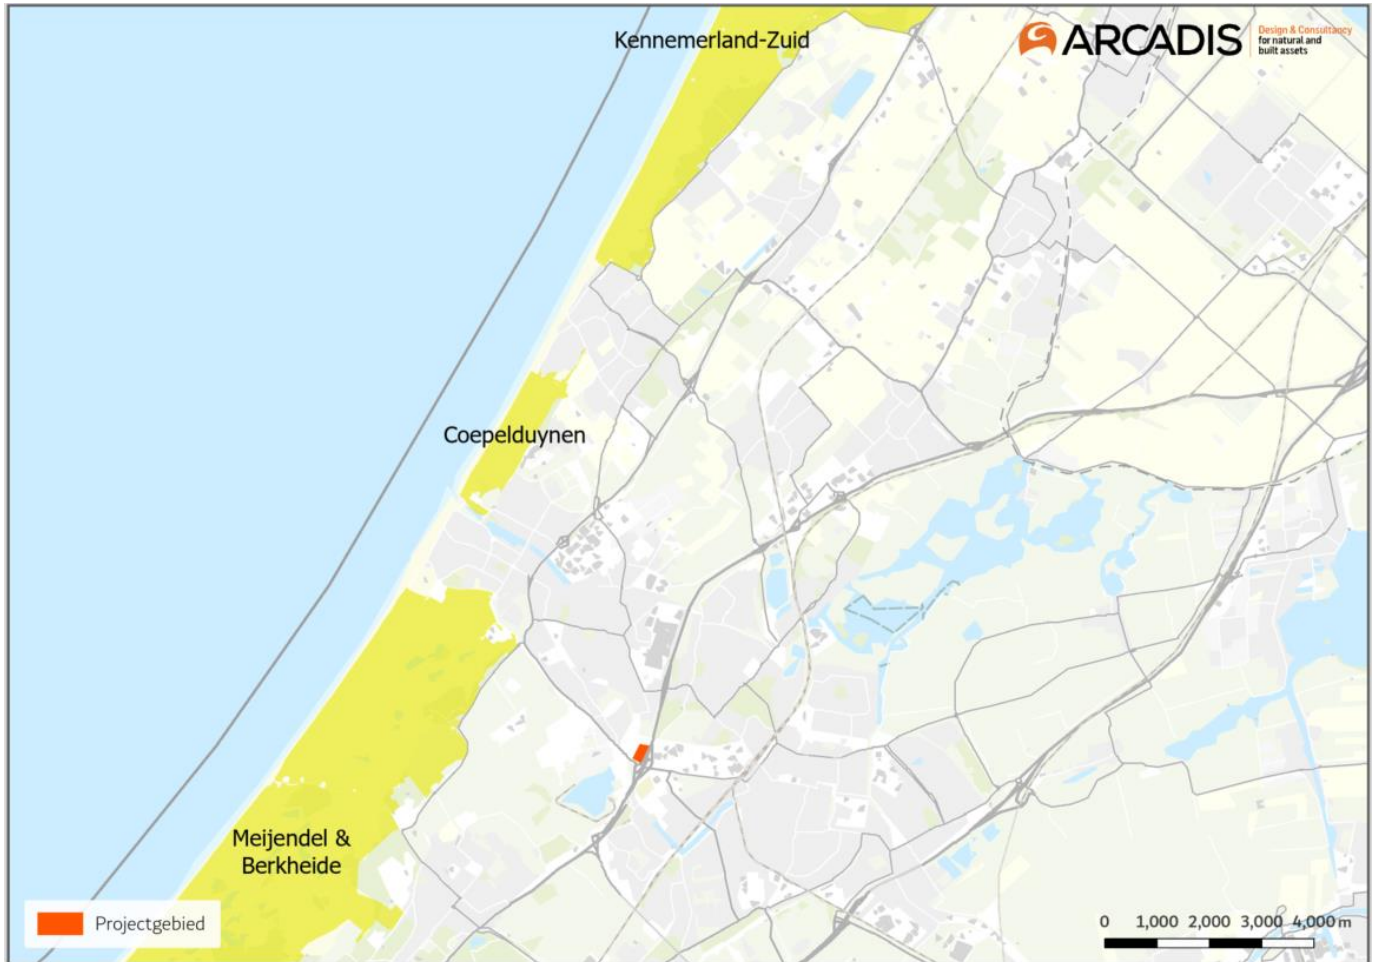 Kennemerland-Zuid
ARCADIS
Design & Consultancy
for natural and
built assets
Coepelduynen
Meijendel &
Berkheide
Projectgebied
0 1,000 2,000 3,000 4,000 m